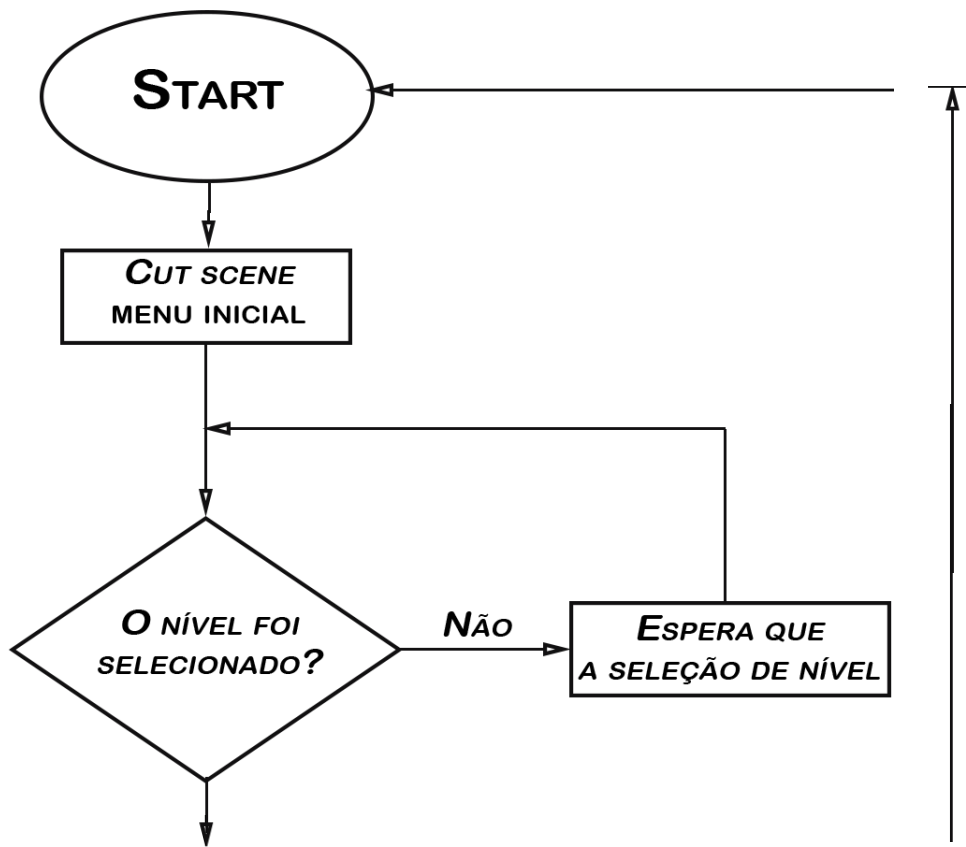 START
CUT SCENE
MENU INICIAL
O NÍVEL FOI
SELECIONADO?
NÃO
ESPERA QUE
A SELEÇÃO DE NÍVEL